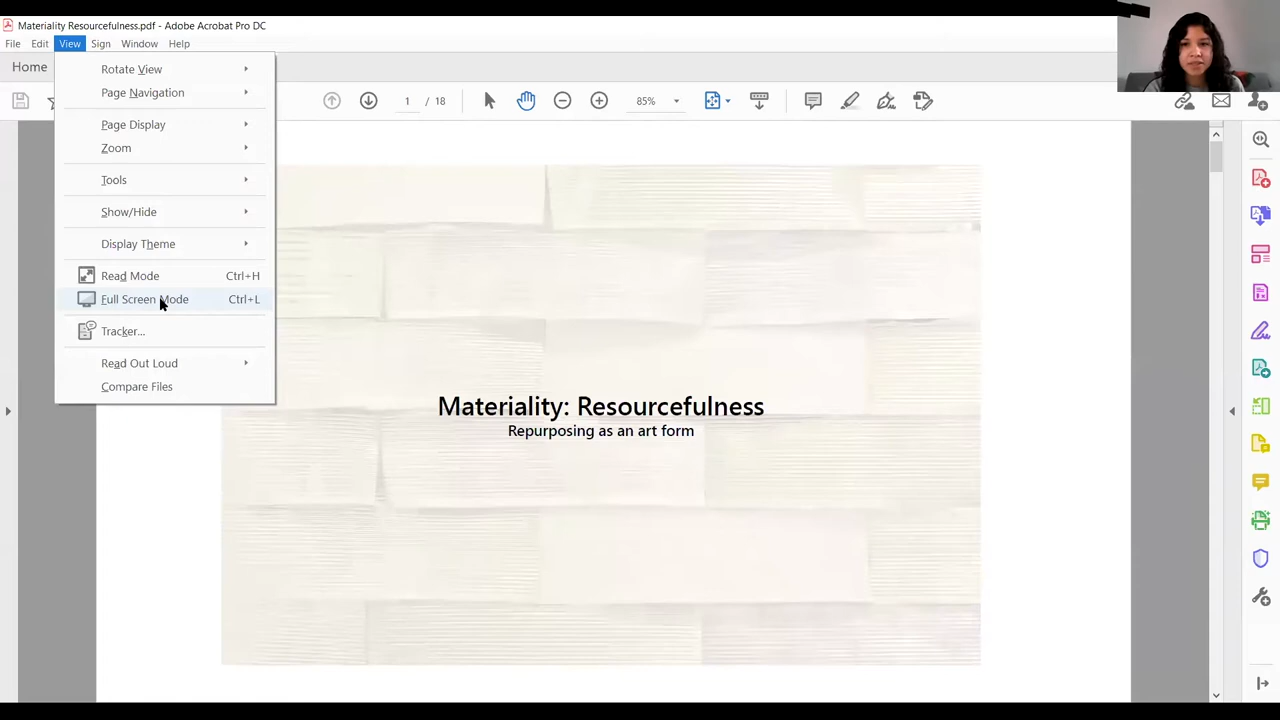 Materiality Resourcefulness.pdf - Adobe Acrobat Pro DC
File Edit View Sign Window Help
Home
1 / 18 85%
Rotate View
Page Navigation
Page Display
Zoom
Tools
Show/Hide
Display Theme
Read Mode Ctrl+H
Full Screen Mode Ctrl+L
Tracker...
Read Out Loud
Compare Files
Materiality: Resourcefulness
Repurposing as an art form